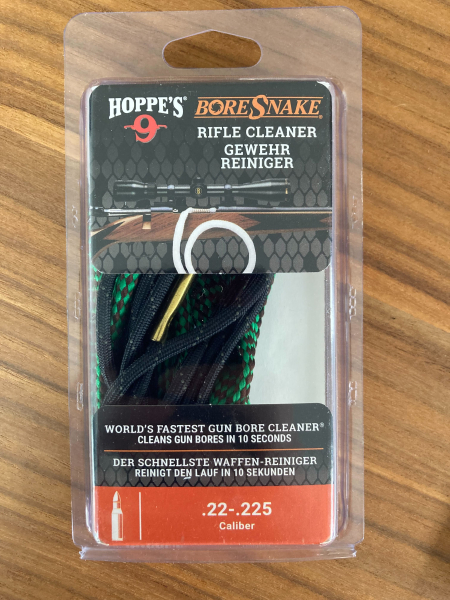 HOPPE'S
9
BORESNAKE®
RIFLE CLEANER
GEWEHR
REINIGER
WORLD'S FASTEST GUN BORE CLEANER®
CLEANS GUN BORES IN 10 SECONDS
DER SCHNELLSTE WAFFEN-REINIGER
REINIGT DEN LAUF IN 10 SEKUNDEN
.22-.225
Caliber